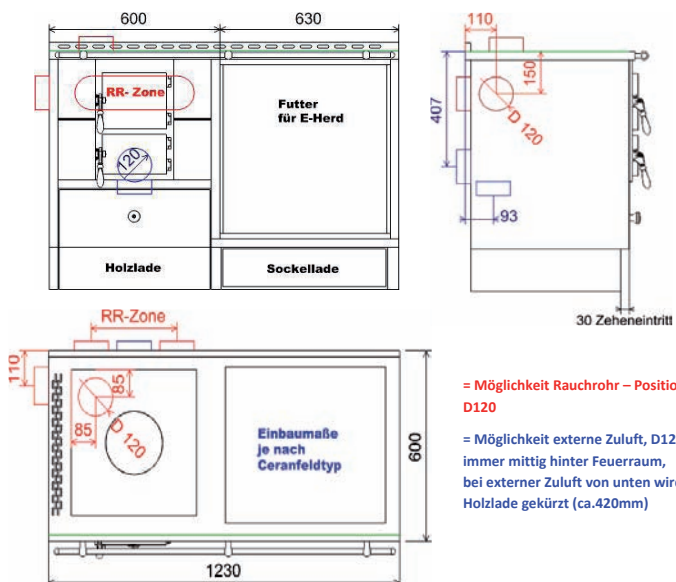 600
630
RR- Zone
120
Futter
für E-Herd
Holzlade
Sockellade
110
150
D 120
407
93
30 Zeheneintritt
RR-Zone
110
85
85
D 120
Einbaumaße
je nach
Ceranfeldtyp
600
1230
= Möglichkeit Rauchrohr – Positio
D120
= Möglichkeit externe Zuluft, D12
immer mittig hinter Feuerraum,
bei externer Zuluft von unten wir
Holzlade gekürzt (ca.420mm)